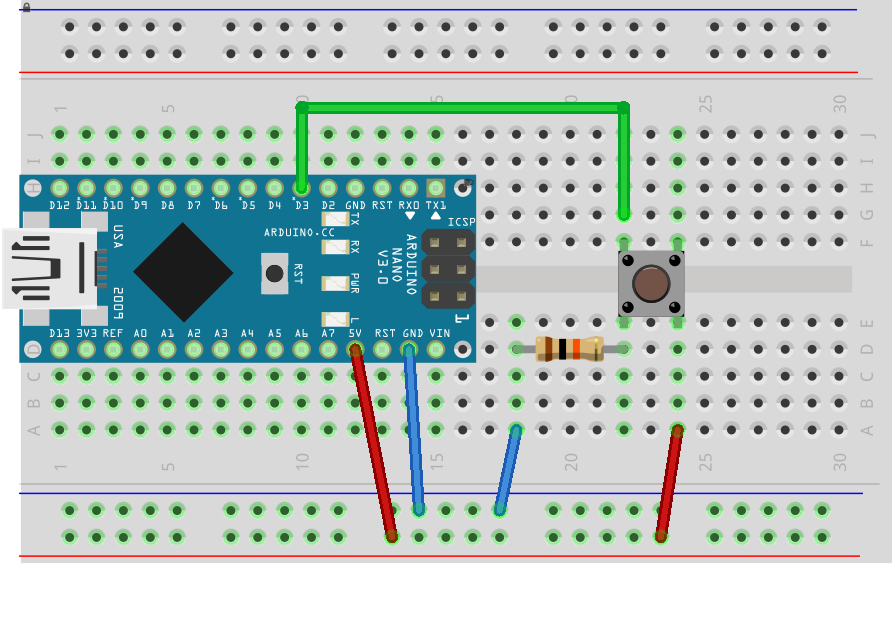 1 5 10 15 20 25 30
J J
I I
H H
G G
F F
D12 D11 D10 D9 D8 D7 D6 D5 D4 D3 D2 GND RST RX0 TX1
TX
RX
PWR
L
ARDUINO.CC
ICSP
ARDUINO
NANO
V3.0
RST
USA
2009
D13 3V3 REF A0 A1 A2 A3 A4 A5 A6 A7 5V RST GND VIN
1
E
D D
C C
B B
A A
1 5 10 15 20 25 30